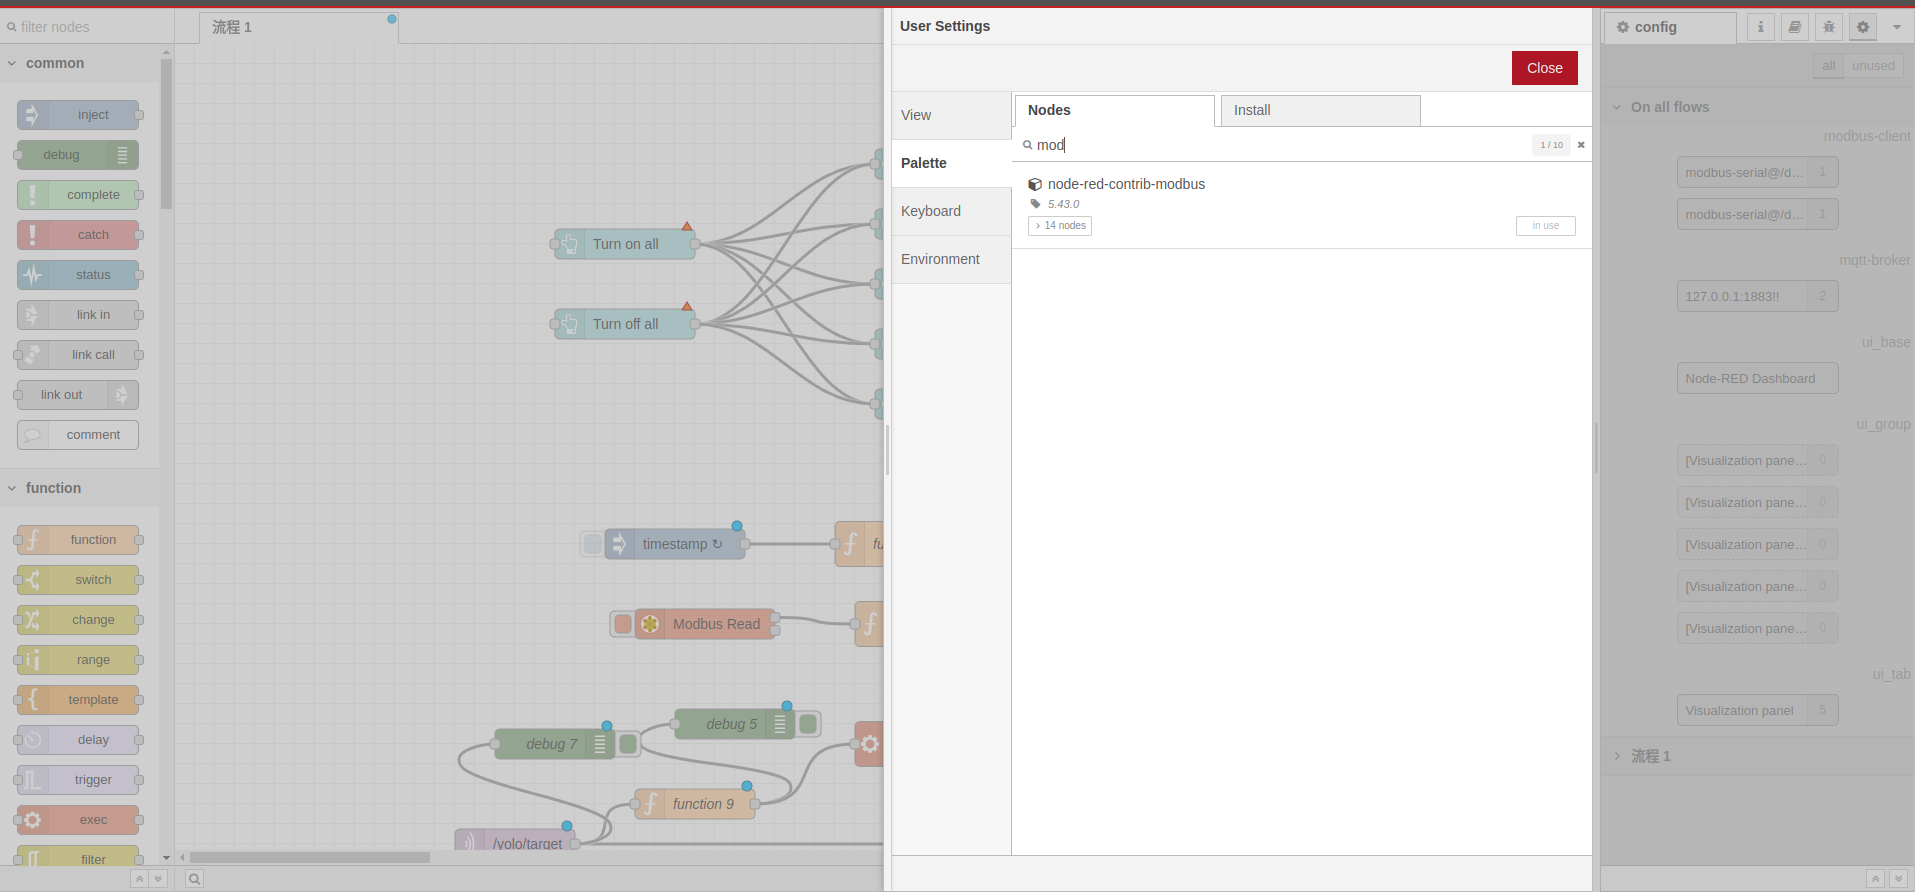 filter nodes
common
inject
debug
complete
catch
status
link in
link call
link out
comment
function
function
switch
change
range
template
delay
trigger
exec
filter
流程 1
Turn on all
Turn off all
timestamp ↻
fu
Modbus Read
debug 5
debug 7
function 9
/yolo/target
User Settings
Close
View
Palette
Keyboard
Environment
Nodes
Install
mod
1 / 10
node-red-contrib-modbus
5.43.0
14 nodes
in use
config
all
unused
On all flows
modbus-client
modbus-serial@/d... 1
modbus-serial@/d... 1
mqtt-broker
127.0.0.1:1883!! 2
ui_base
Node-RED Dashboard
ui_group
[Visualization pane... 0
[Visualization pane... 0
[Visualization pane... 0
[Visualization pane... 0
[Visualization pane... 0
ui_tab
Visualization panel 5
流程 1